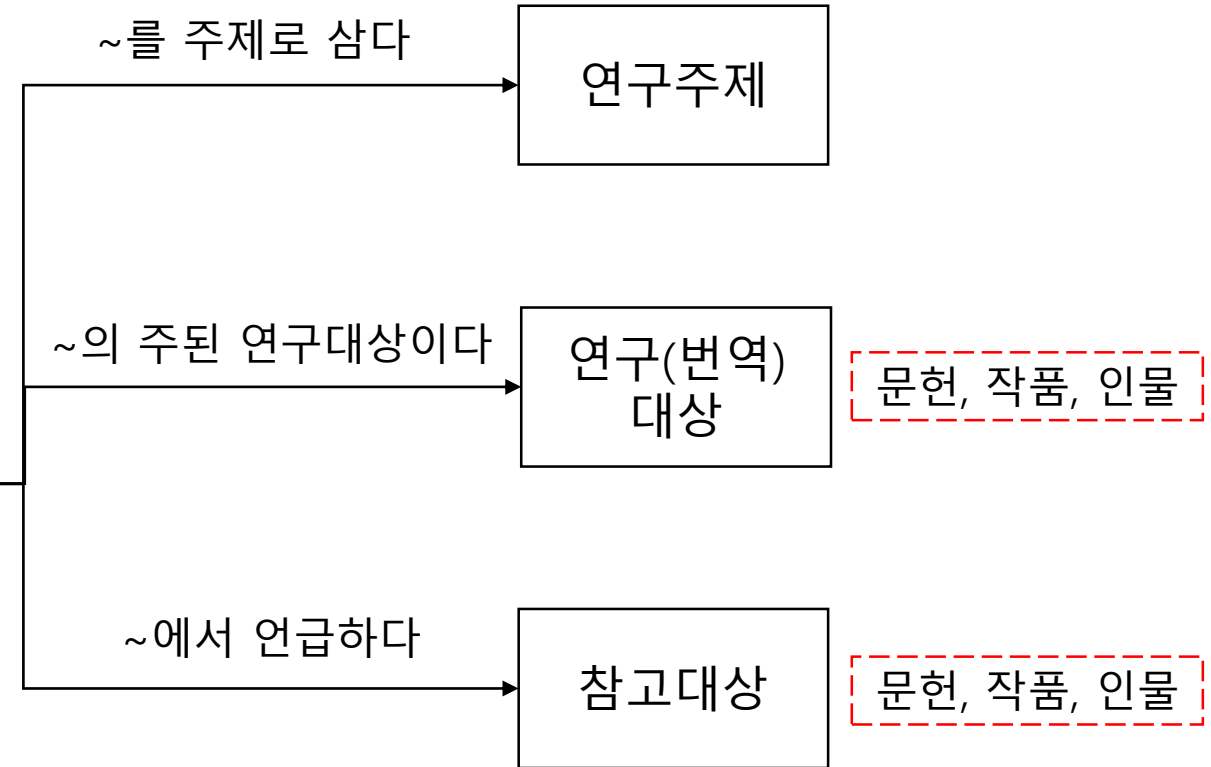 ~를 주제로 삼다
연구주제
~의 주된 연구대상이다
연구(번역)
대상
문헌, 작품, 인물
~에서 언급하다
참고대상
문헌, 작품, 인물